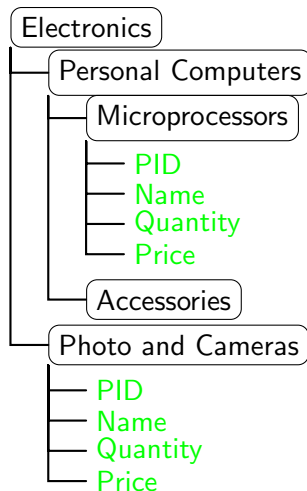 Electronics
Personal Computers
Microprocessors
PID
Name
Quantity
Price
Accessories
Photo and Cameras
PID
Name
Quantity
Price